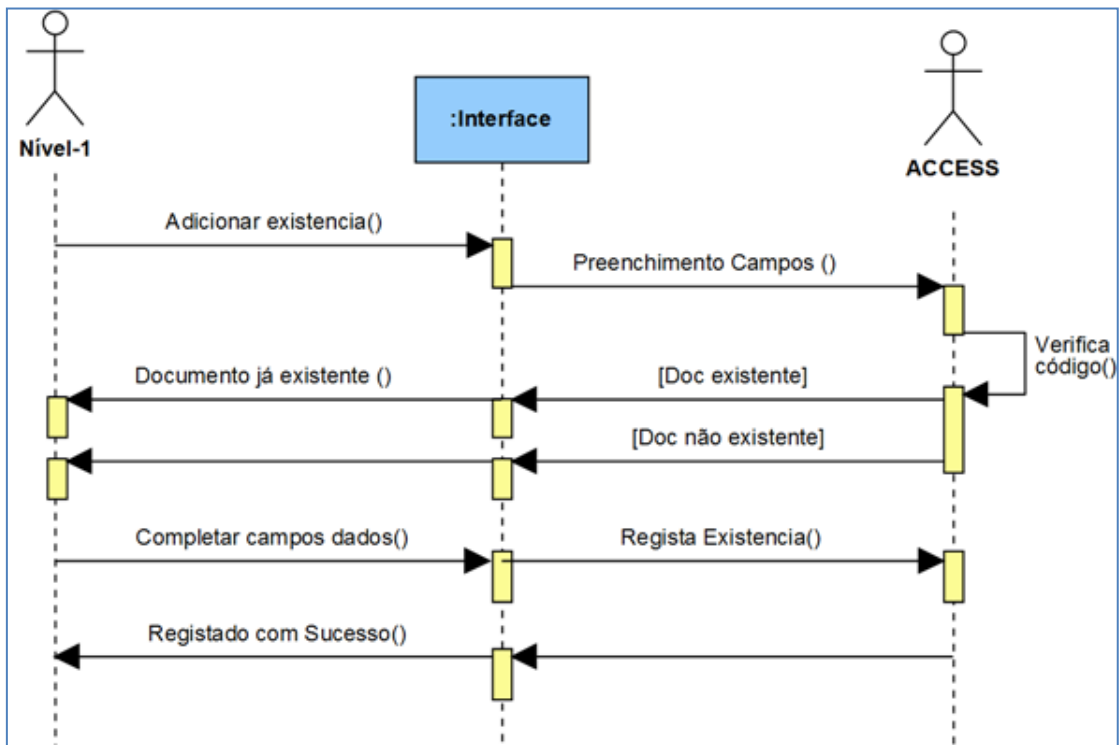 :Interface
Nível-1
ACCESS
Adicionar existencia()
Preenchimento Campos ()
Verifica
código()
Documento já existente ()
[Doc existente]
[Doc não existente]
Completar campos dados()
Regista Existencia()
Registado com Sucesso()